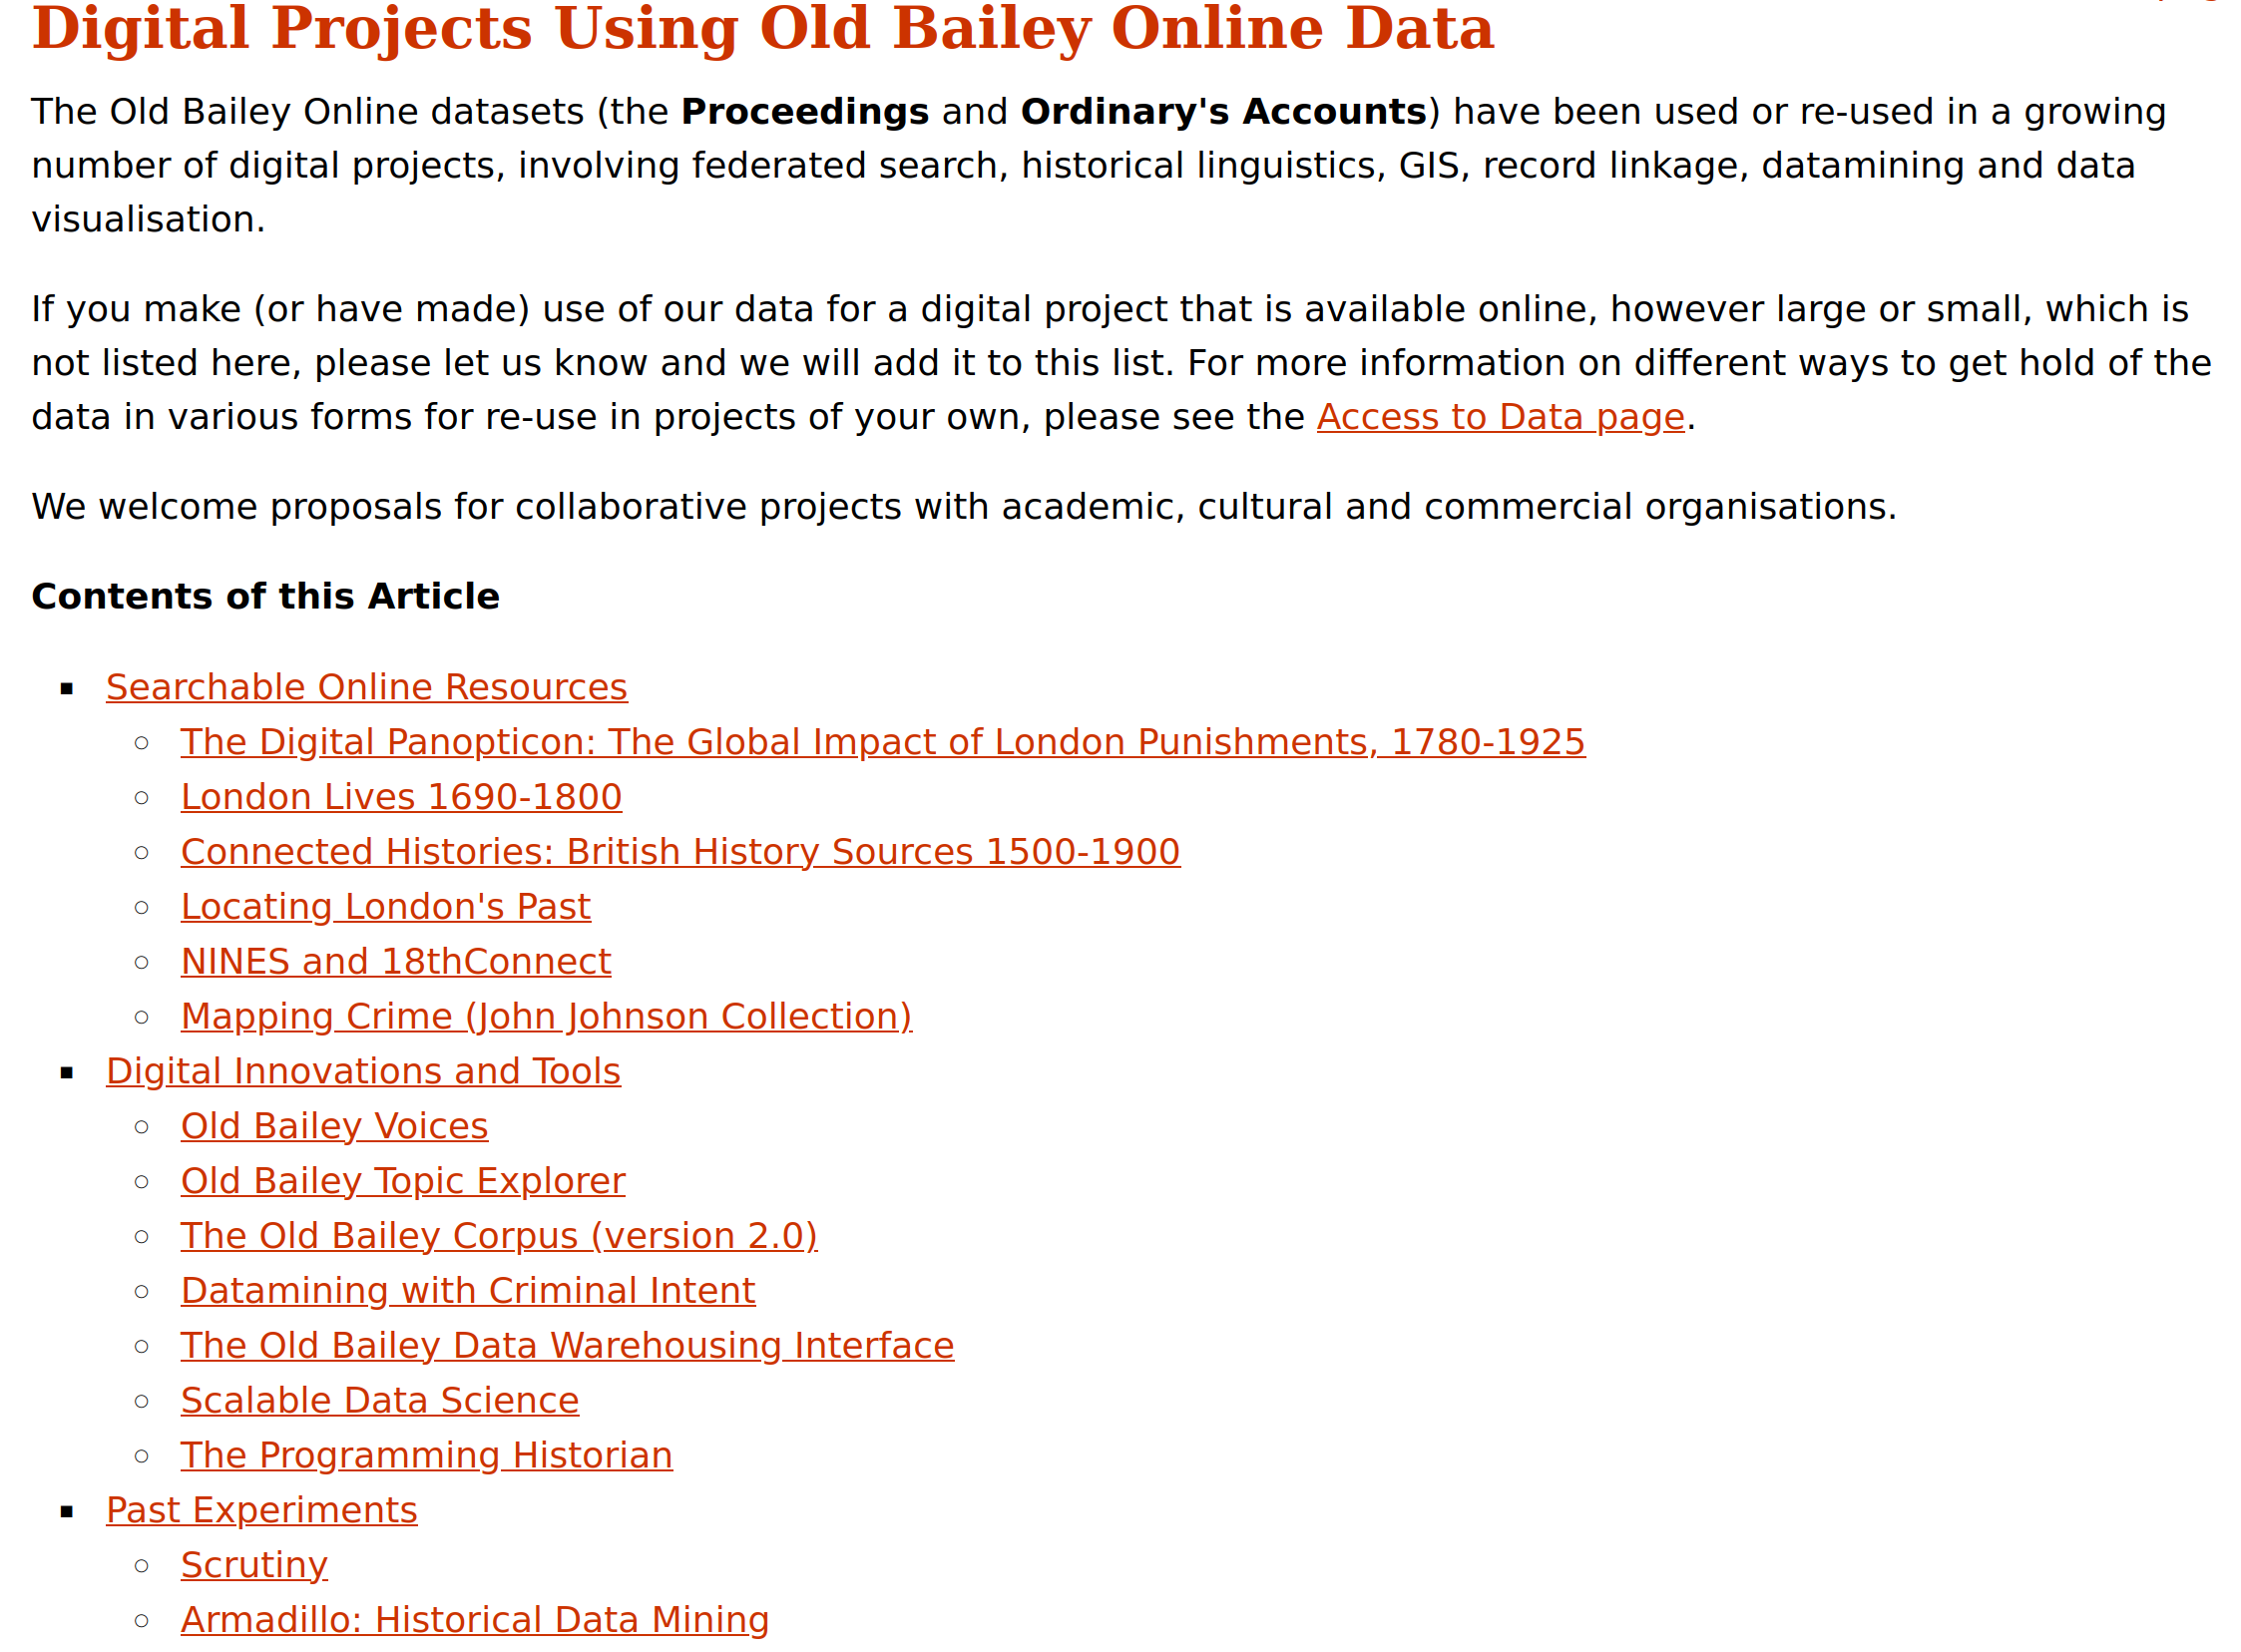 Digital Projects Using Old Bailey Online Data
The Old Bailey Online datasets (the Proceedings and Ordinary's Accounts) have been used or re-used in a growing
number of digital projects, involving federated search, historical linguistics, GIS, record linkage, datamining and data
visualisation.
If you make (or have made) use of our data for a digital project that is available online, however large or small, which is
not listed here, please let us know and we will add it to this list. For more information on different ways to get hold of the
data in various forms for re-use in projects of your own, please see the Access to Data page.
We welcome proposals for collaborative projects with academic, cultural and commercial organisations.
Contents of this Article
Searchable Online Resources
The Digital Panopticon: The Global Impact of London Punishments, 1780-1925
London Lives 1690-1800
Connected Histories: British History Sources 1500-1900
Locating London's Past
NINES and 18thConnect
Mapping Crime (John Johnson Collection)
Digital Innovations and Tools
Old Bailey Voices
Old Bailey Topic Explorer
The Old Bailey Corpus (version 2.0)
Datamining with Criminal Intent
The Old Bailey Data Warehousing Interface
Scalable Data Science
The Programming Historian
Past Experiments
Scrutiny
Armadillo: Historical Data Mining